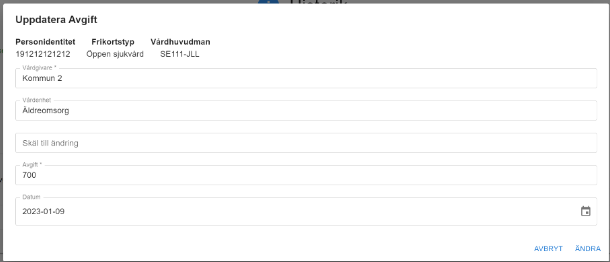 Uppdatera Avgift
Personidentitet Frikortstyp Vårdhuvudman
191212121212 Öppen sjukvård SE111-JLL
Vårdgivare *
Kommun 2
Vårdenhet
Äldreomsorg
Skäl till ändring
Avgift *
700
Datum
2023-01-09
AVBRYT ÄNDRA